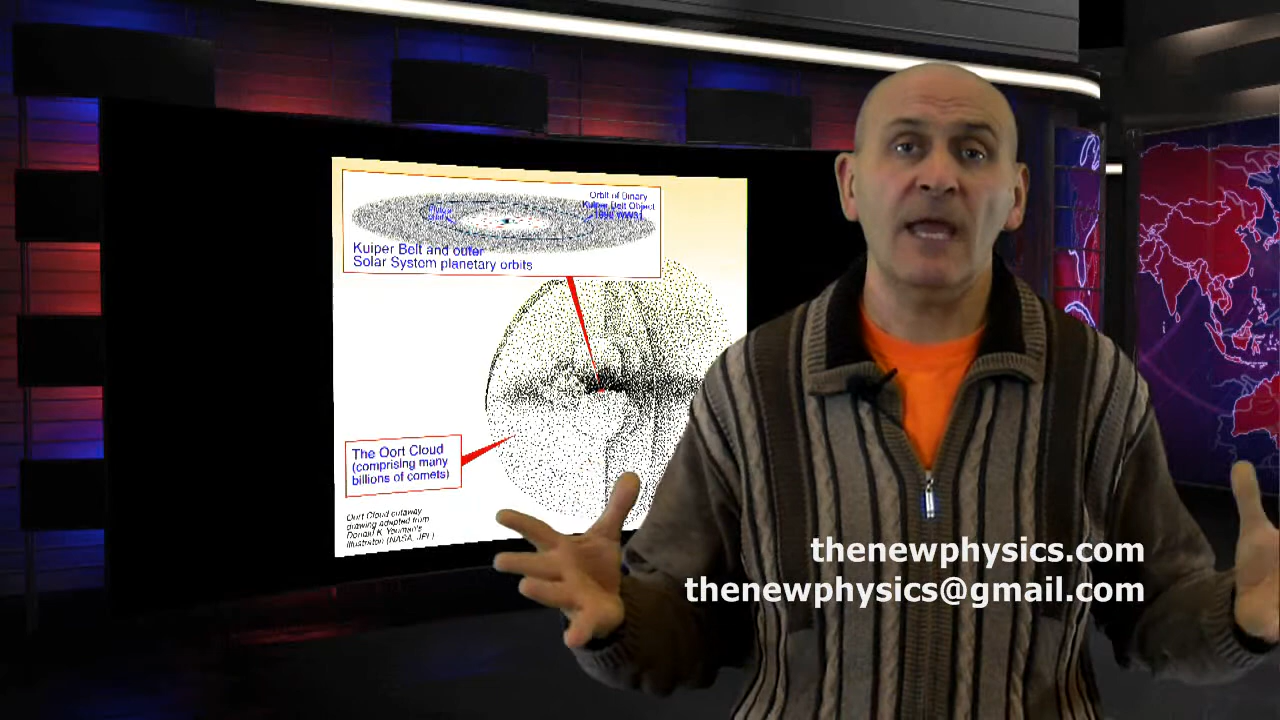 Orbit of Binary
Kuiper Belt Object
1998 WW31
Kuiper Belt and outer
Solar System planetary orbits
The Oort Cloud
(comprising many
billions of comets)
Oort Cloud cutaway
drawing adapted from
Donald K. Yeoman's
illustration (NASA, JPL)
thenewphysics.com
thenewphysics@gmail.com